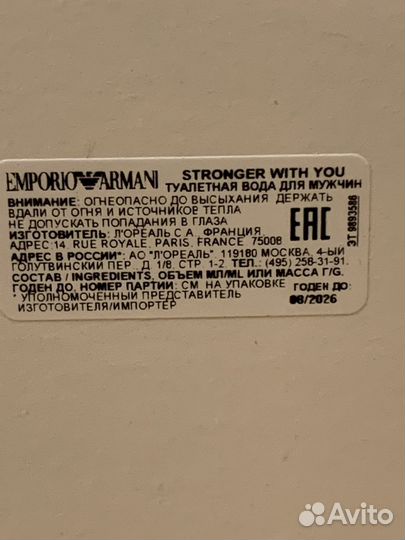 EMPORIO ARMANI
STRONGER WITH YOU
ТУАЛЕТНАЯ ВОДА ДЛЯ МУЖЧИН
ВНИМАНИЕ: ОГНЕОПАСНО ДО ВЫСЫХАНИЯ. ДЕРЖАТЬ
ВДАЛИ ОТ ОГНЯ И ИСТОЧНИКОВ ТЕПЛА
НЕ ДОПУСКАТЬ ПОПАДАНИЯ В ГЛАЗА
ИЗГОТОВИТЕЛЬ: Л'ОРЕАЛЬ С.А., ФРАНЦИЯ
АДРЕС:14 RUE ROYALE, PARIS, FRANCE 75008
АДРЕС В РОССИИ*: АО "Л'ОРЕАЛЬ", 119180 МОСКВА, 4-ЫЙ
ГОЛУТВИНСКИЙ ПЕР., Д 1/8, СТР 1-2, ТЕЛ.: (495) 258-31-91.
СОСТАВ / INGREDIENTS, ОБЪЕМ МЛ/ML ИЛИ МАССА Г/G.
ГОДЕН ДО, НОМЕР ПАРТИИ: СМ. НА УПАКОВКЕ
* УПОЛНОМОЧЕННЫЙ ПРЕДСТАВИТЕЛЬ
ИЗГОТОВИТЕЛЯ/ИМПОРТЕР
ГОДЕН ДО:
08/2026
EAC
ЭТ 9893586
Avito